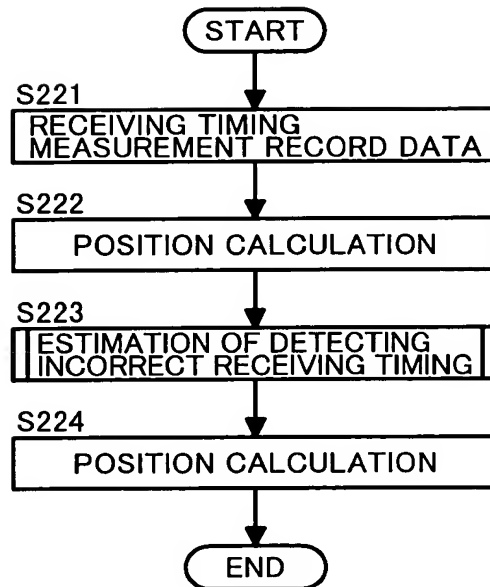 START
S221
RECEIVING TIMING
MEASUREMENT RECORD DATA
S222
POSITION CALCULATION
S223
ESTIMATION OF DETECTING
INCORRECT RECEIVING TIMING
S224
POSITION CALCULATION
END